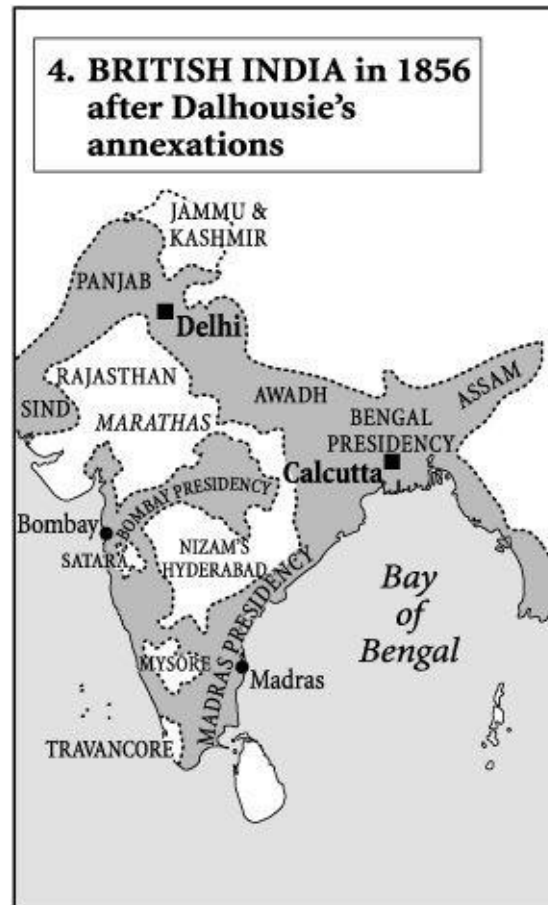 4. BRITISH INDIA in 1856
after Dalhousie's
annexations
JAMMU &
KASHMIR
PANJAB
Delhi
RAJASTHAN
AWADH
ASSAM
SIND
MARATHAS
BENGAL
PRESIDENCY
Calcutta
BOMBAY PRESIDENCY
Bombay
SATARA
NIZAM'S
HYDERABAD
Bay
of
Bengal
MADRAS PRESIDENCY
MYSORE
Madras
TRAVANCORE